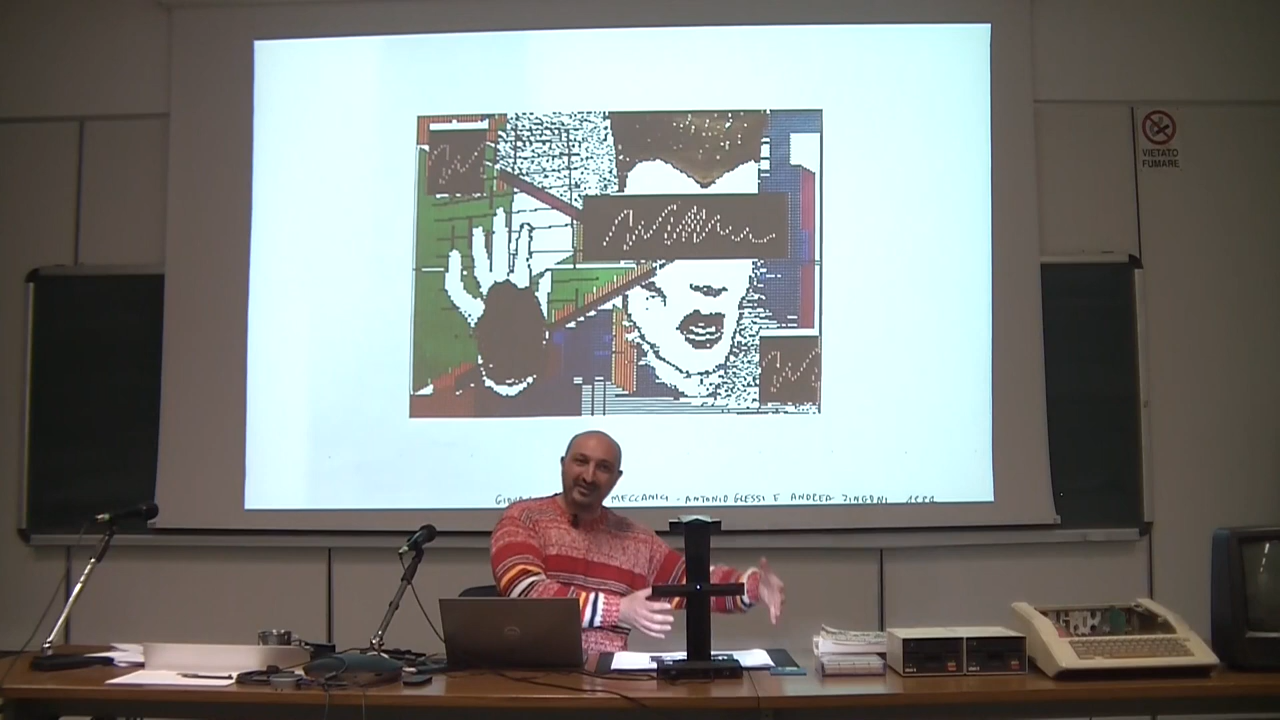 VIETATO
FUMARE
MECCANICI - ANTONIO GLESSI E ANDREA ZINGONI